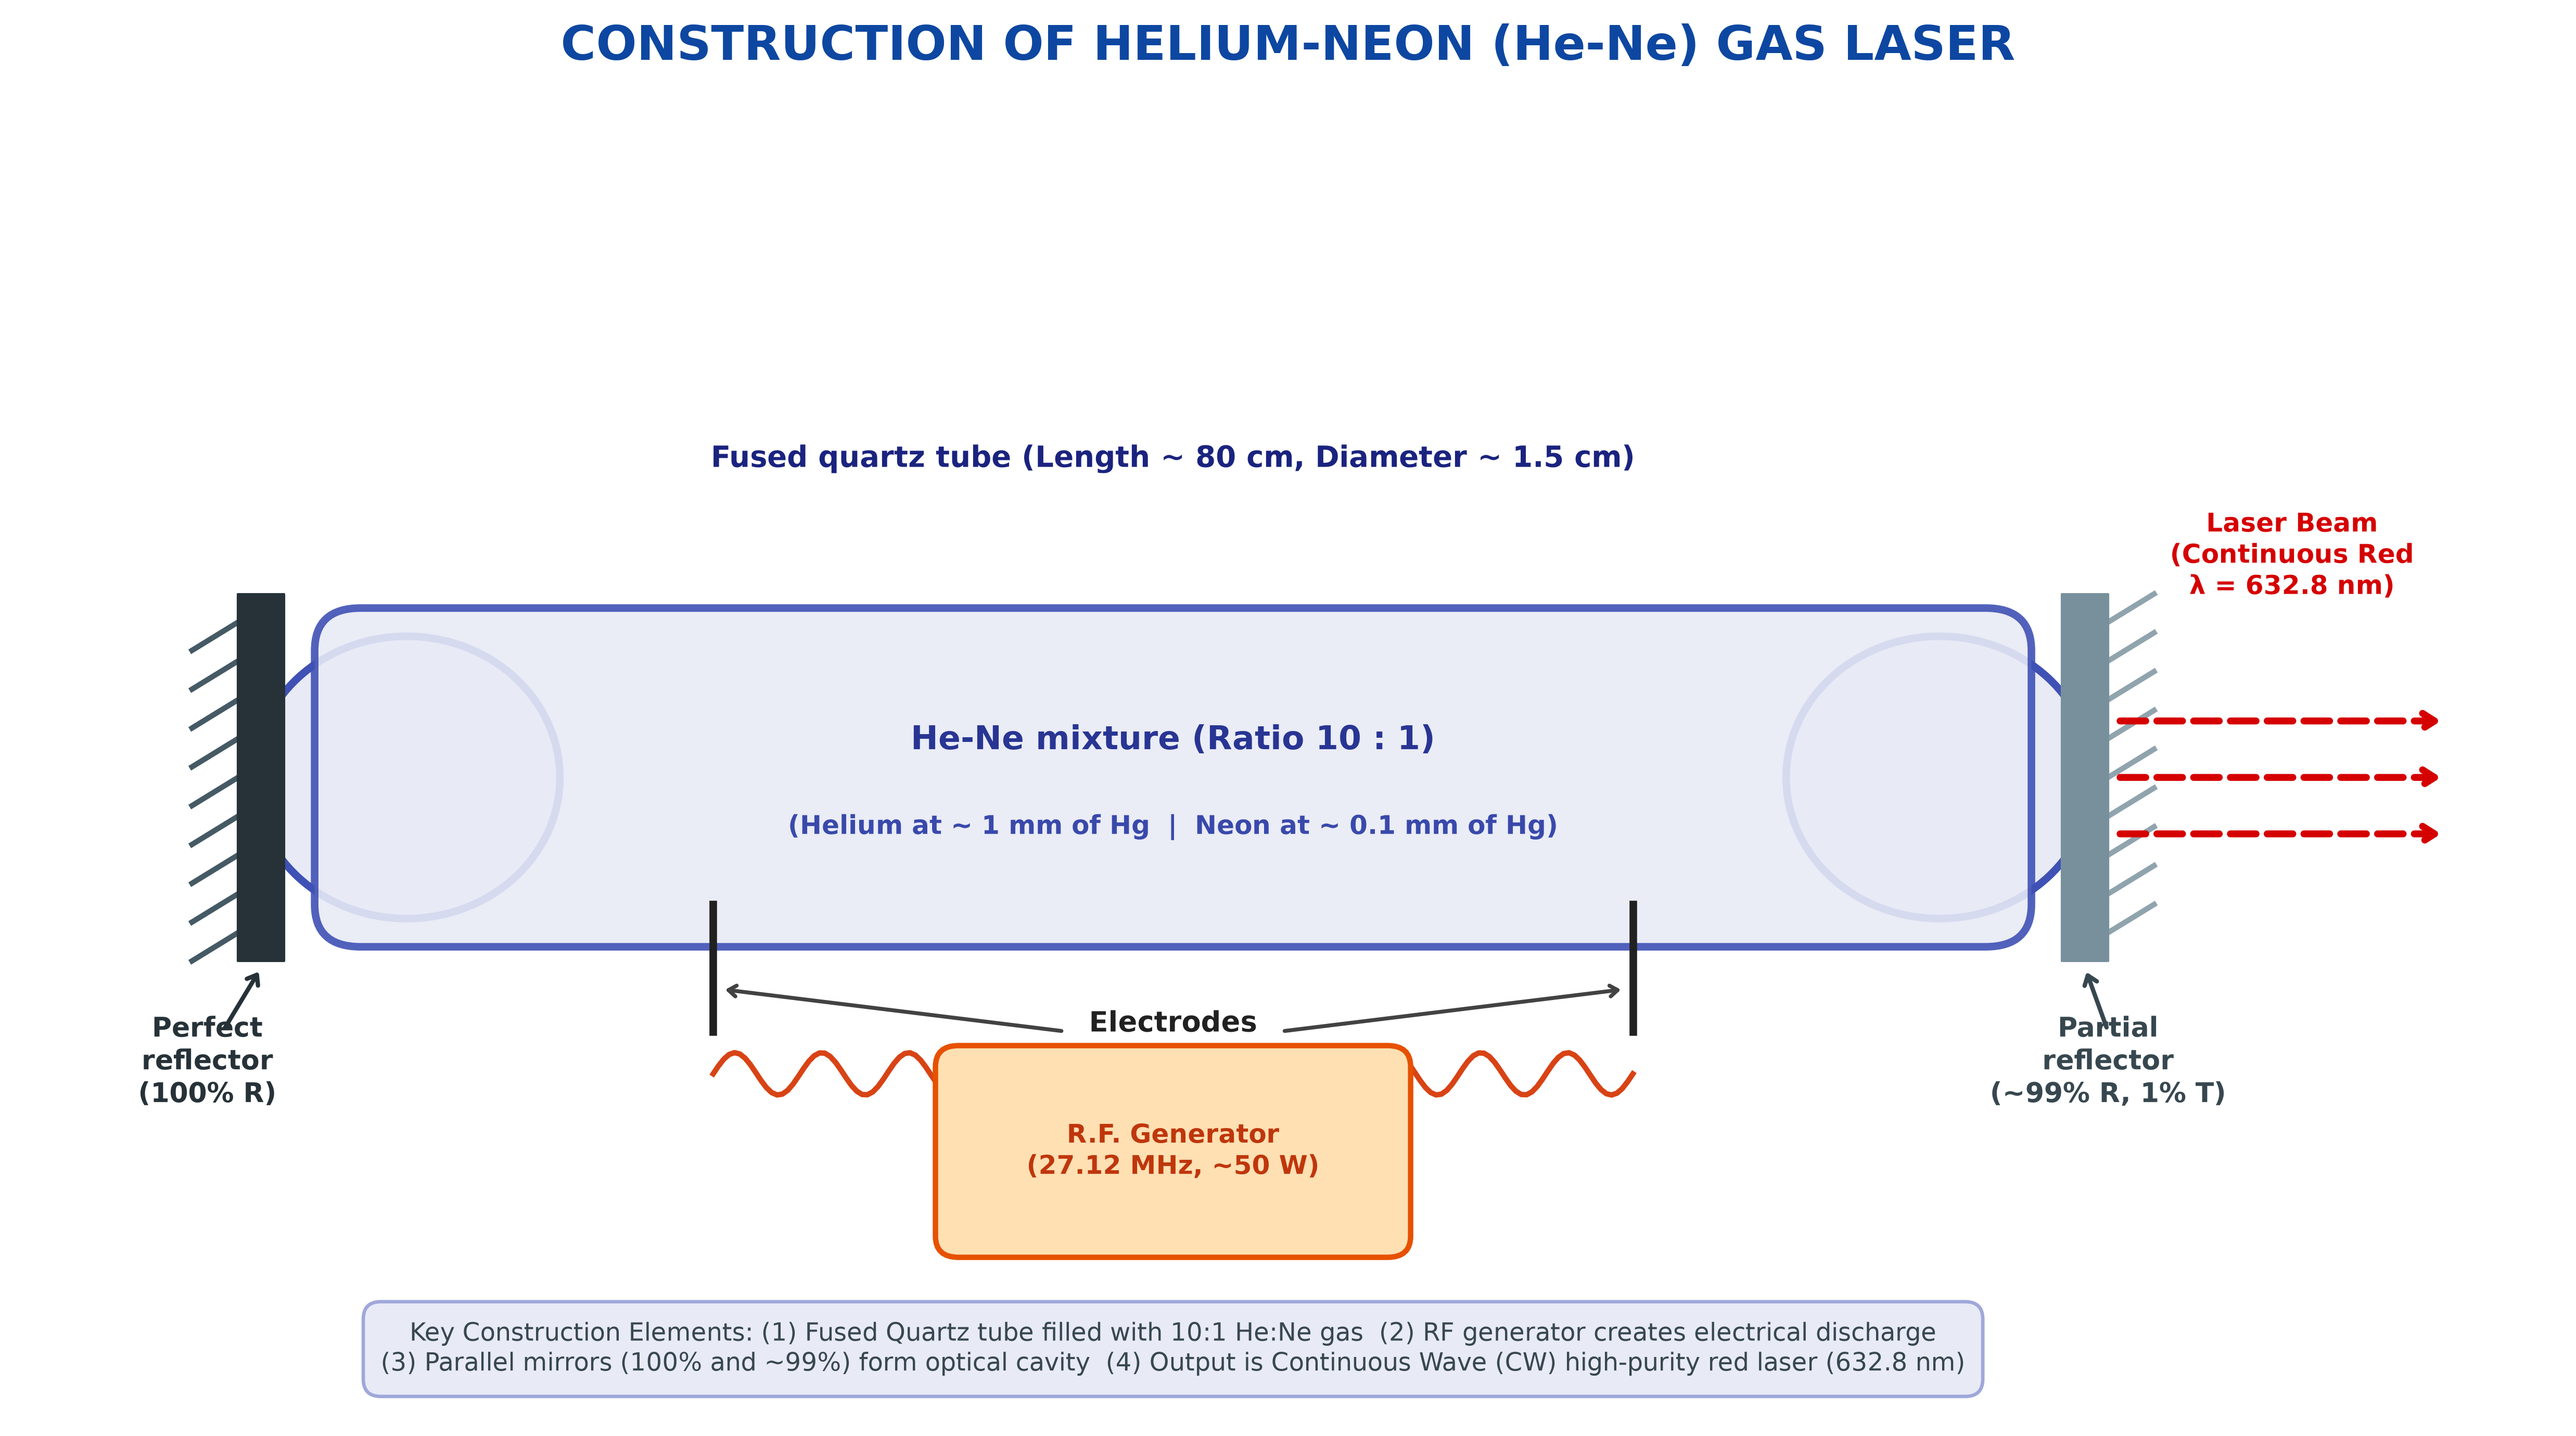 CONSTRUCTION OF HELIUM-NEON (He-Ne) GAS LASER
Fused quartz tube (Length ~ 80 cm, Diameter ~ 1.5 cm)
Laser Beam
(Continuous Red
λ = 632.8 nm)
He-Ne mixture (Ratio 10 : 1)
(Helium at ~ 1 mm of Hg | Neon at ~ 0.1 mm of Hg)
Electrodes
Perfect
reflector
(100% R)
Partial
reflector
(~99% R, 1% T)
R.F. Generator
(27.12 MHz, ~50 W)
Key Construction Elements: (1) Fused Quartz tube filled with 10:1 He:Ne gas (2) RF generator creates electrical discharge
(3) Parallel mirrors (100% and ~99%) form optical cavity (4) Output is Continuous Wave (CW) high-purity red laser (632.8 nm)